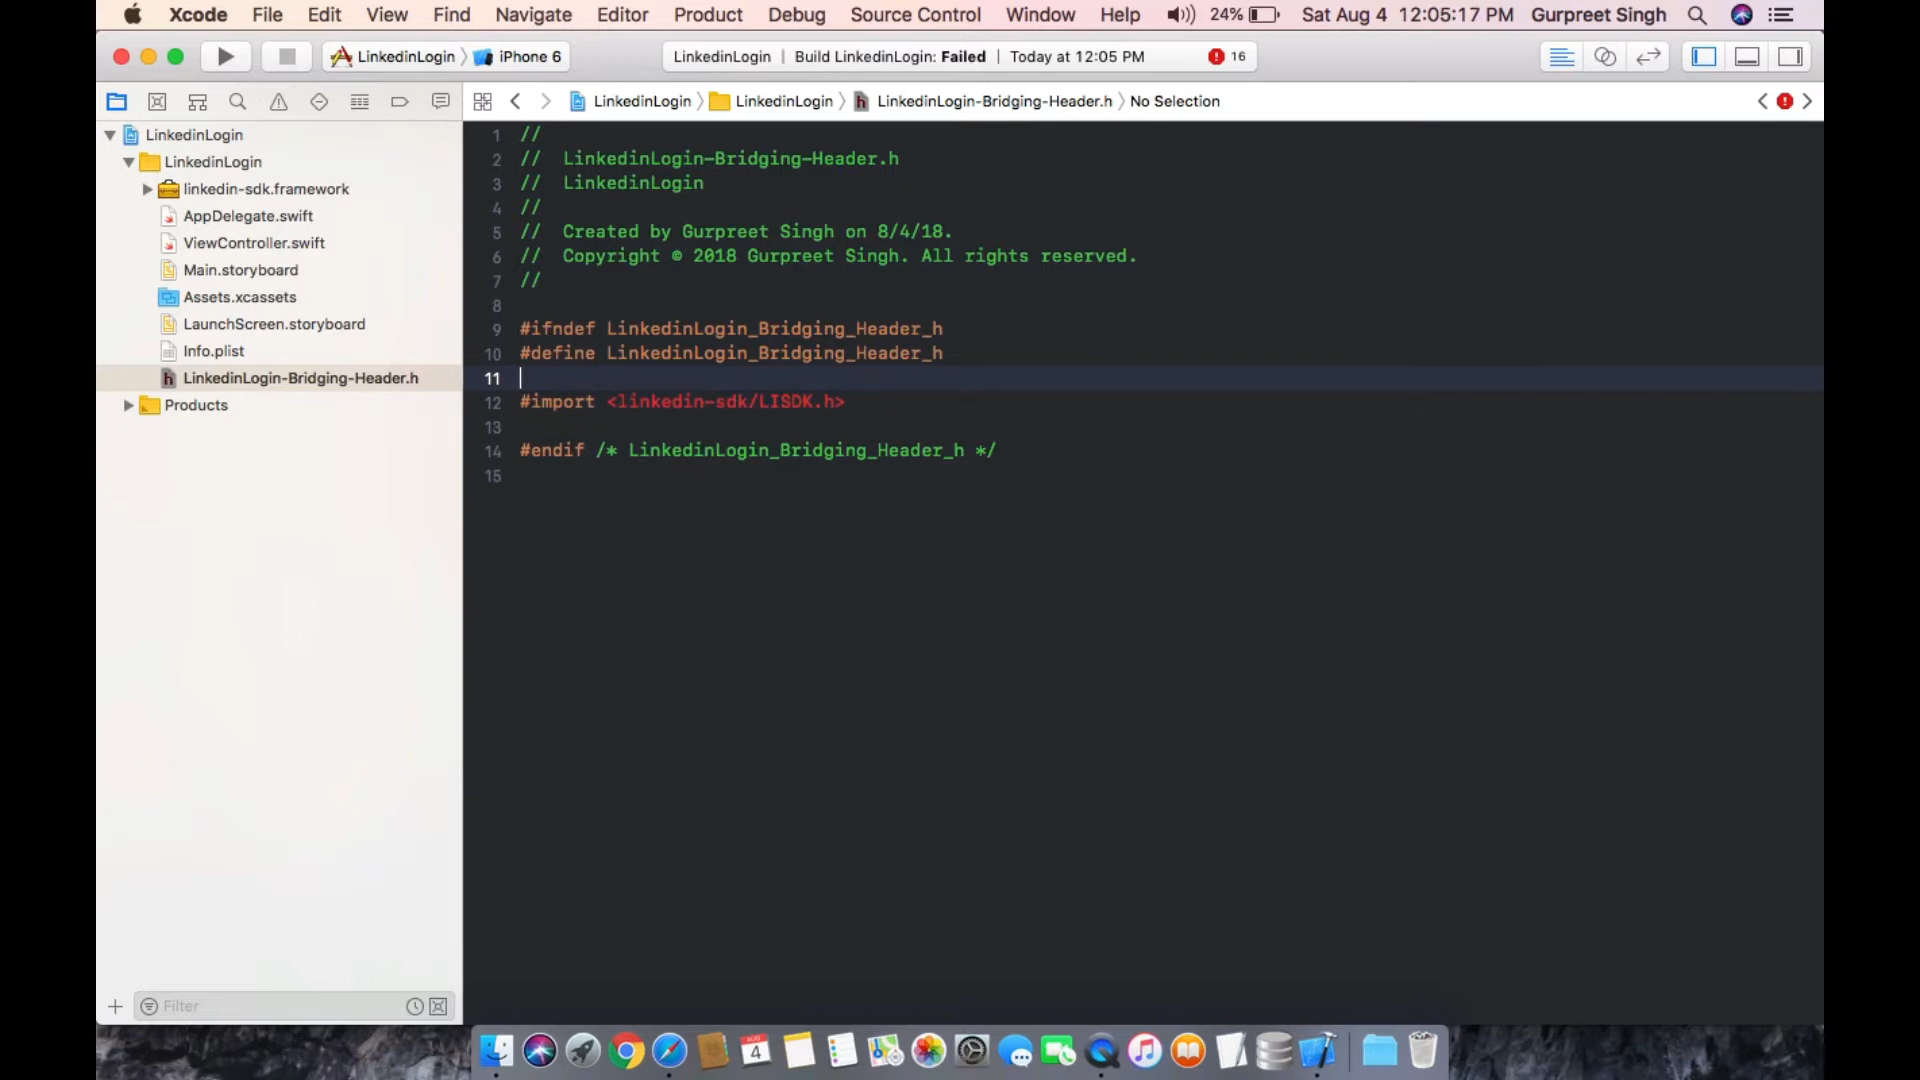 Xcode File Edit View Find Navigate Editor Product Debug Source Control Window Help 24% Sat Aug 4 12:05:17 PM Gurpreet Singh
LinkedinLogin iPhone 6 LinkedinLogin | Build LinkedinLogin: Failed | Today at 12:05 PM 16
LinkedinLogin LinkedinLogin LinkedinLogin-Bridging-Header.h No Selection
LinkedinLogin
LinkedinLogin
linkedin-sdk.framework
AppDelegate.swift
ViewController.swift
Main.storyboard
Assets.xcassets
LaunchScreen.storyboard
Info.plist
LinkedinLogin-Bridging-Header.h
Products
Filter
1 //
2 // LinkedinLogin-Bridging-Header.h
3 // LinkedinLogin
4 //
5 // Created by Gurpreet Singh on 8/4/18.
6 // Copyright © 2018 Gurpreet Singh. All rights reserved.
7 //
8
9 #ifndef LinkedinLogin_Bridging_Header_h
10 #define LinkedinLogin_Bridging_Header_h
11
12 #import <linkedin-sdk/LISDK.h>
13
14 #endif /* LinkedinLogin_Bridging_Header_h */
15
AUG
4